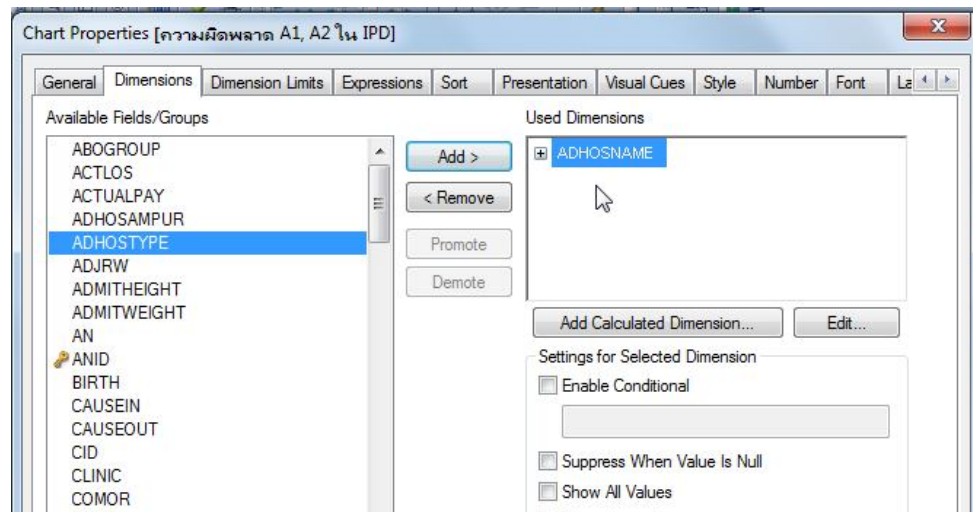 Chart Properties [ความผิดพลาด A1, A2 ใน IPD]
General Dimensions Dimension Limits Expressions Sort Presentation Visual Cues Style Number Font La
Available Fields/Groups
ABOGROUP
ACTLOS
ACTUALPAY
ADHOSAMPUR
ADHOSTYPE
ADJRW
ADMITHEIGHT
ADMITWEIGHT
AN
ANID
BIRTH
CAUSEIN
CAUSEOUT
CID
CLINIC
COMOR
Add >
< Remove
Promote
Demote
Used Dimensions
ADHOSNAME
Add Calculated Dimension...
Edit...
Settings for Selected Dimension
Enable Conditional
Suppress When Value Is Null
Show All Values